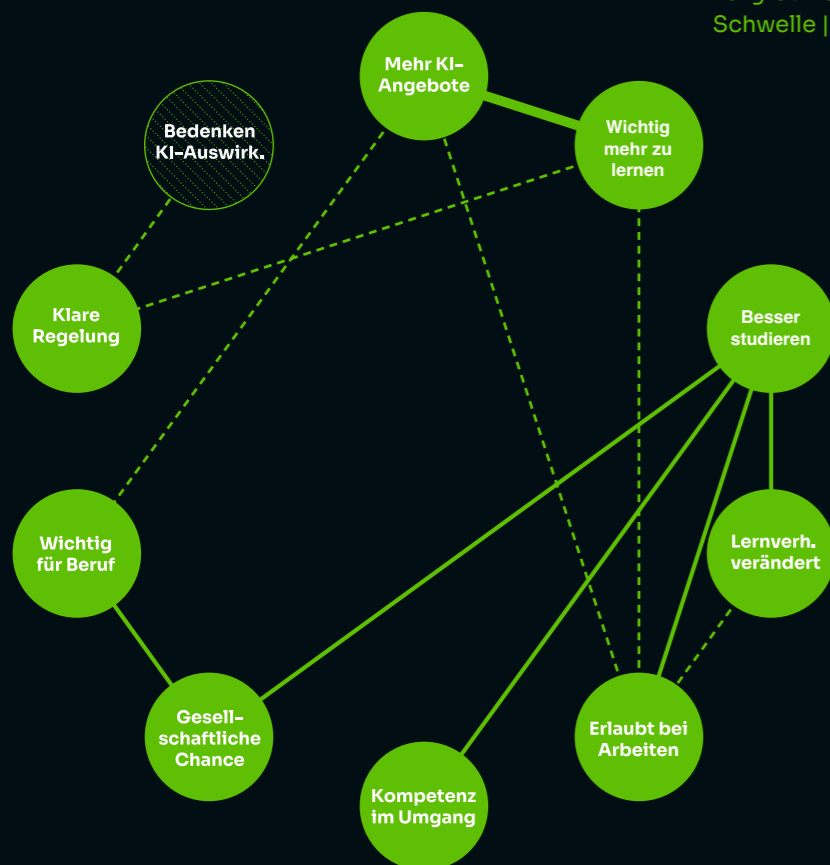 Schwelle |
Mehr KI-
Angebote
Bedenken
KI-Auswirk.
Wichtig
mehr zu
lernen
Klare
Regelung
Besser
studieren
Wichtig
für Beruf
Lernverh.
verändert
Gesell-
schaftliche
Chance
Erlaubt bei
Arbeiten
Kompetenz
im Umgang